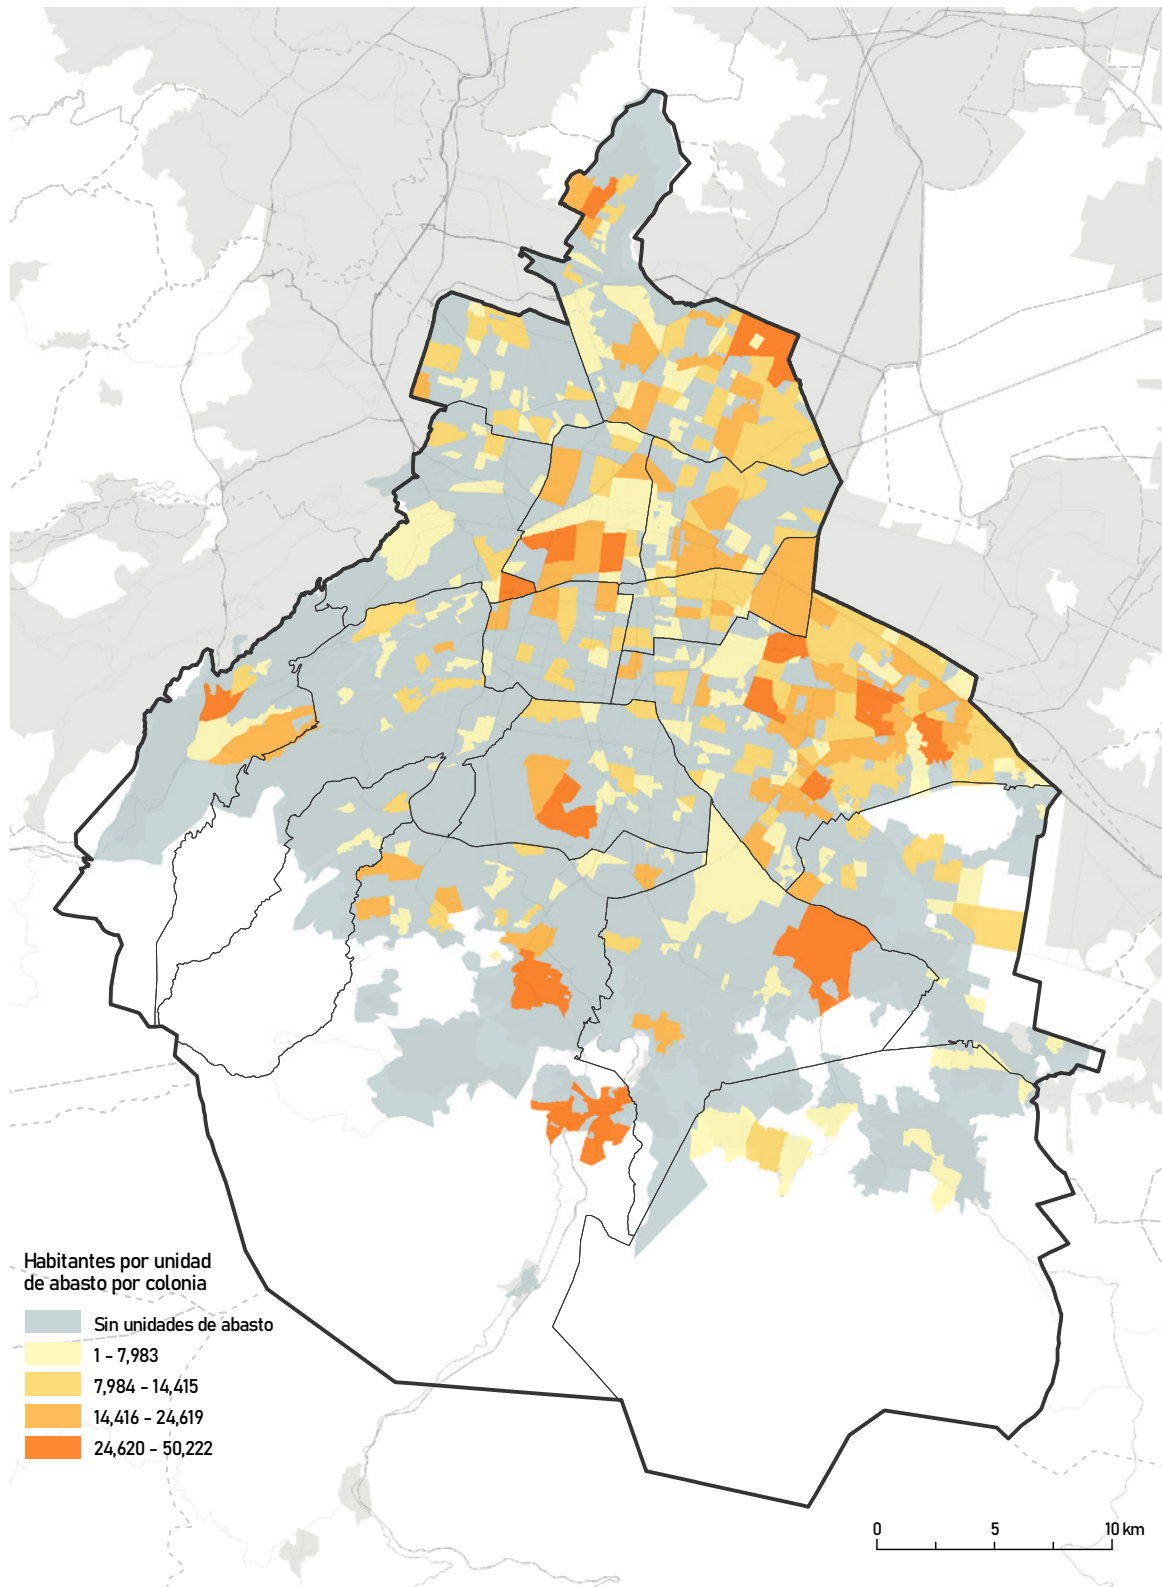 Habitantes por unidad
de abasto por colonia
Sin unidades de abasto
1 - 7,983
7,984 - 14,415
14,416 - 24,619
24,620 - 50,222
0 5 10 km